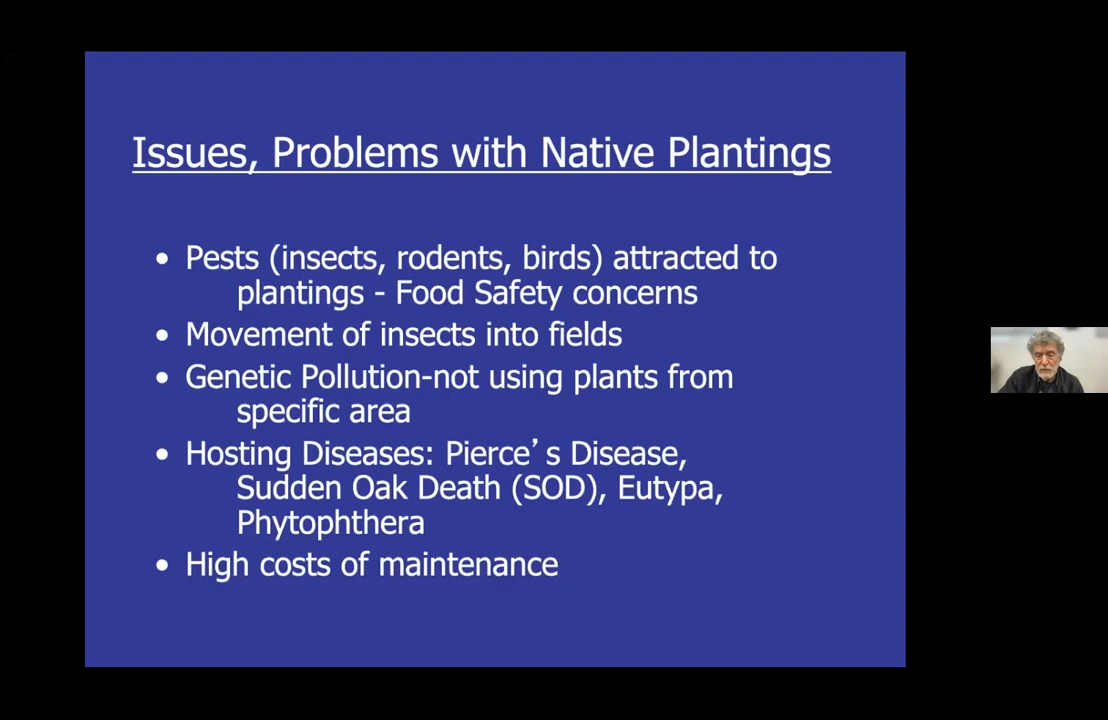 Issues, Problems with Native Plantings
• Pests (insects, rodents, birds) attracted to
plantings - Food Safety concerns
• Movement of insects into fields
• Genetic Pollution-not using plants from
specific area
• Hosting Diseases: Pierce’s Disease,
Sudden Oak Death (SOD), Eutypa,
Phytophthera
• High costs of maintenance